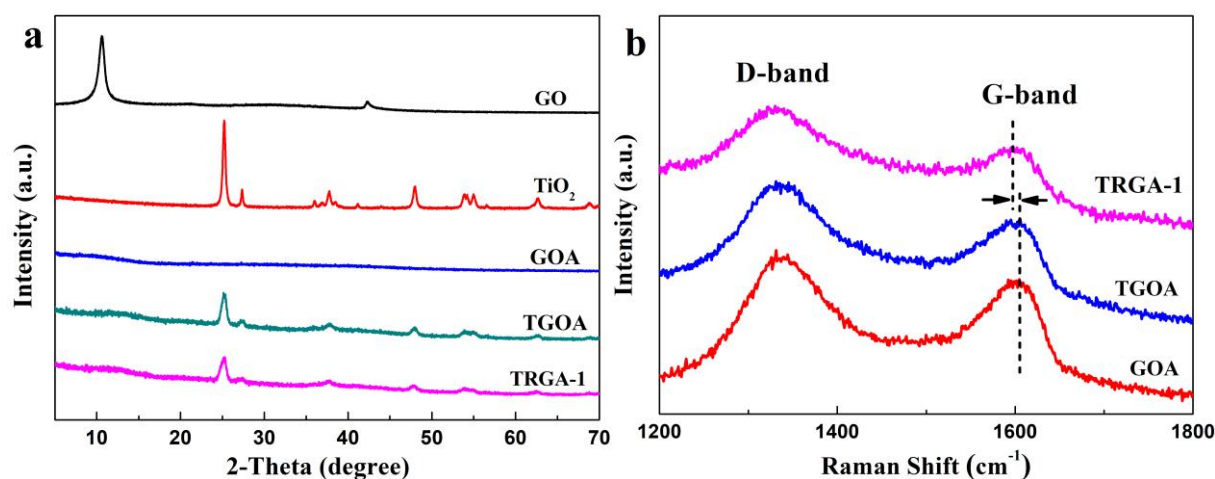 a
GO
TiO₂
GOA
TGOA
TRGA-1
Intensity (a.u.)
10 20 30 40 50 60 70
2-Theta (degree)
b
D-band
G-band
TRGA-1
TGOA
GOA
Intensity (a.u.)
1200 1400 1600 1800
Raman Shift (cm⁻¹)